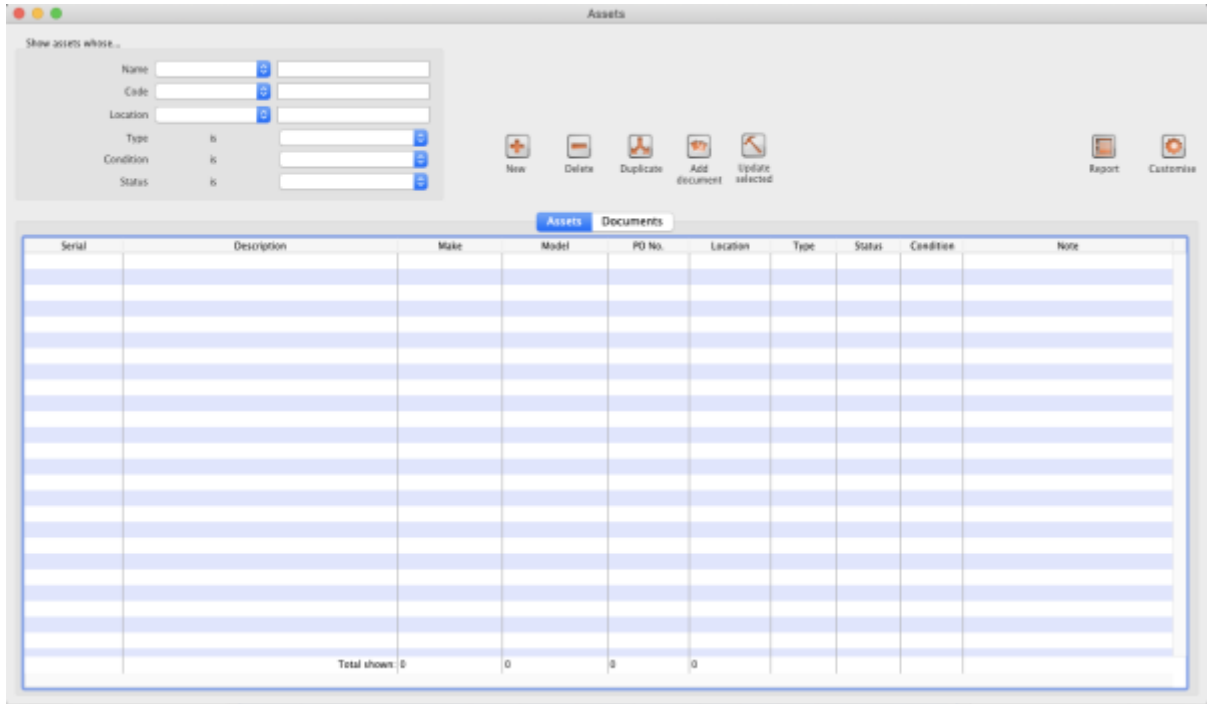 Assets
Show assets whose...
Name
Code
Location
Type is
Condition is
Status is
New Delete Duplicate Add document Update selected Report Customise
Assets Documents
Serial Description Make Model PO No. Location Type Status Condition Note
Total shown: 0 0 0 0